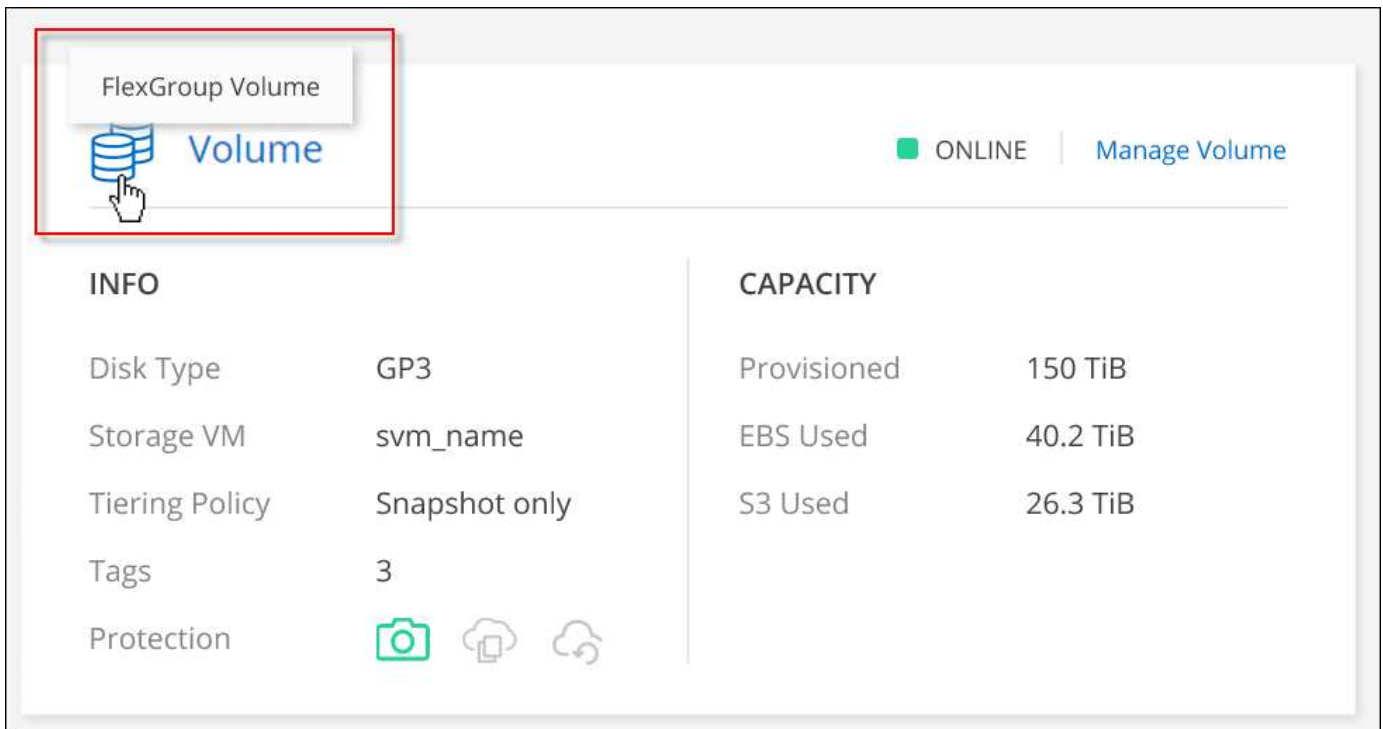 FlexGroup Volume
Volume
ONLINE
Manage Volume
INFO
Disk Type GP3
Storage VM svm_name
Tiering Policy Snapshot only
Tags 3
Protection
CAPACITY
Provisioned 150 TiB
EBS Used 40.2 TiB
S3 Used 26.3 TiB